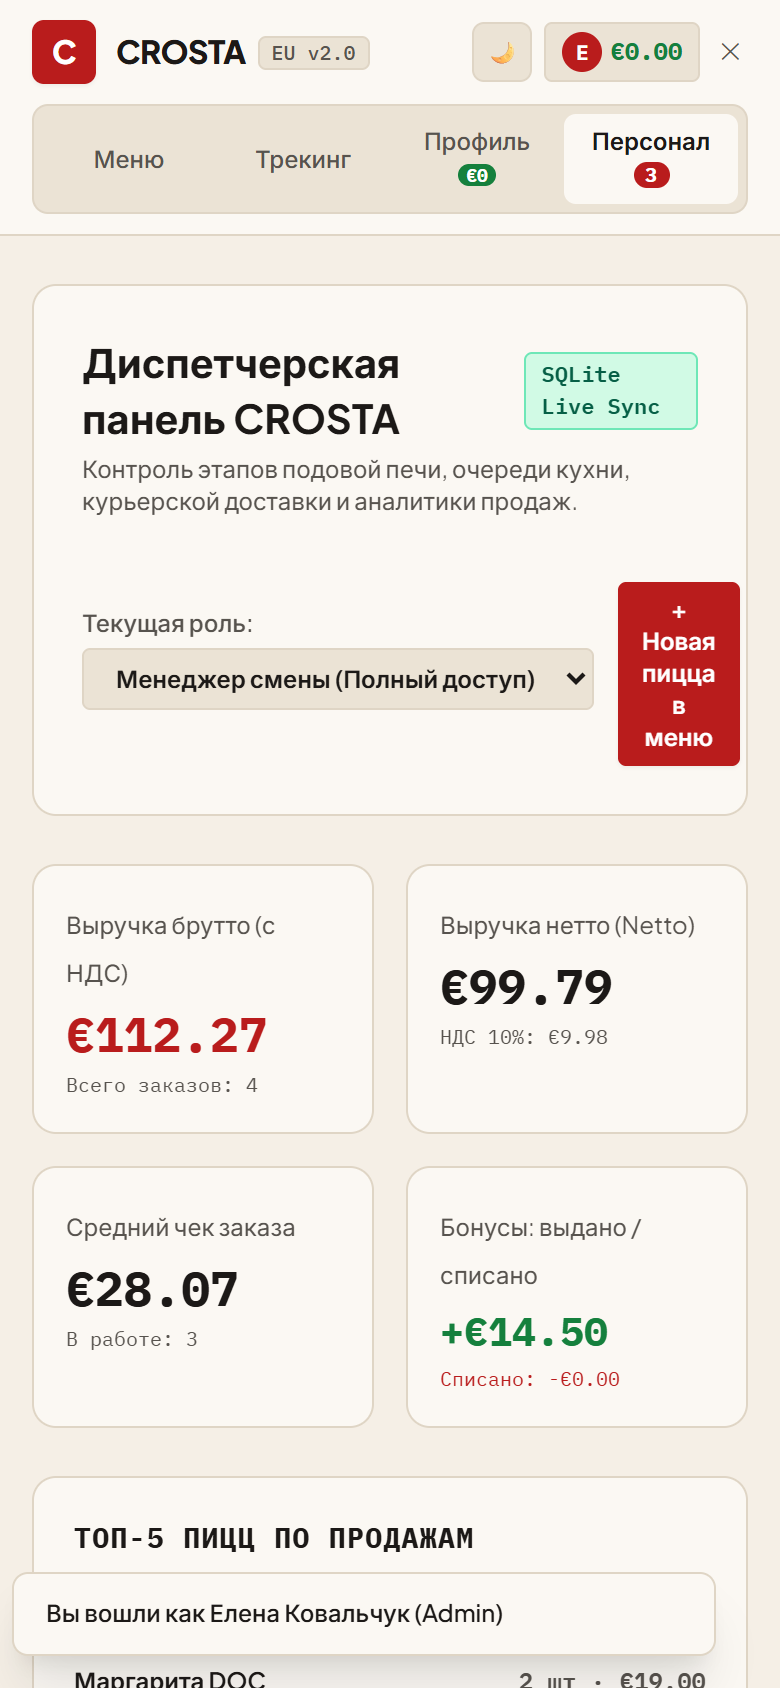 C CROSTA EU v2.0 E €0.00
Меню Трекинг Профиль €0 Персонал 3
Диспетчерская
панель CROSTA
SQLite
Live Sync
Контроль этапов подовой печи, очереди кухни,
курьерской доставки и аналитики продаж.
Текущая роль:
Менеджер смены (Полный доступ)
+
Новая
пицца
в
меню
Выручка брутто (с
НДС)
€112.27
Всего заказов: 4
Выручка нетто (Netto)
€99.79
НДС 10%: €9.98
Средний чек заказа
€28.07
В работе: 3
Бонусы: выдано /
списано
+€14.50
Списано: -€0.00
ТОП-5 ПИЦЦ ПО ПРОДАЖАМ
Вы вошли как Елена Ковальчук (Admin)
Маргарита DOC 2 шт · €19.00